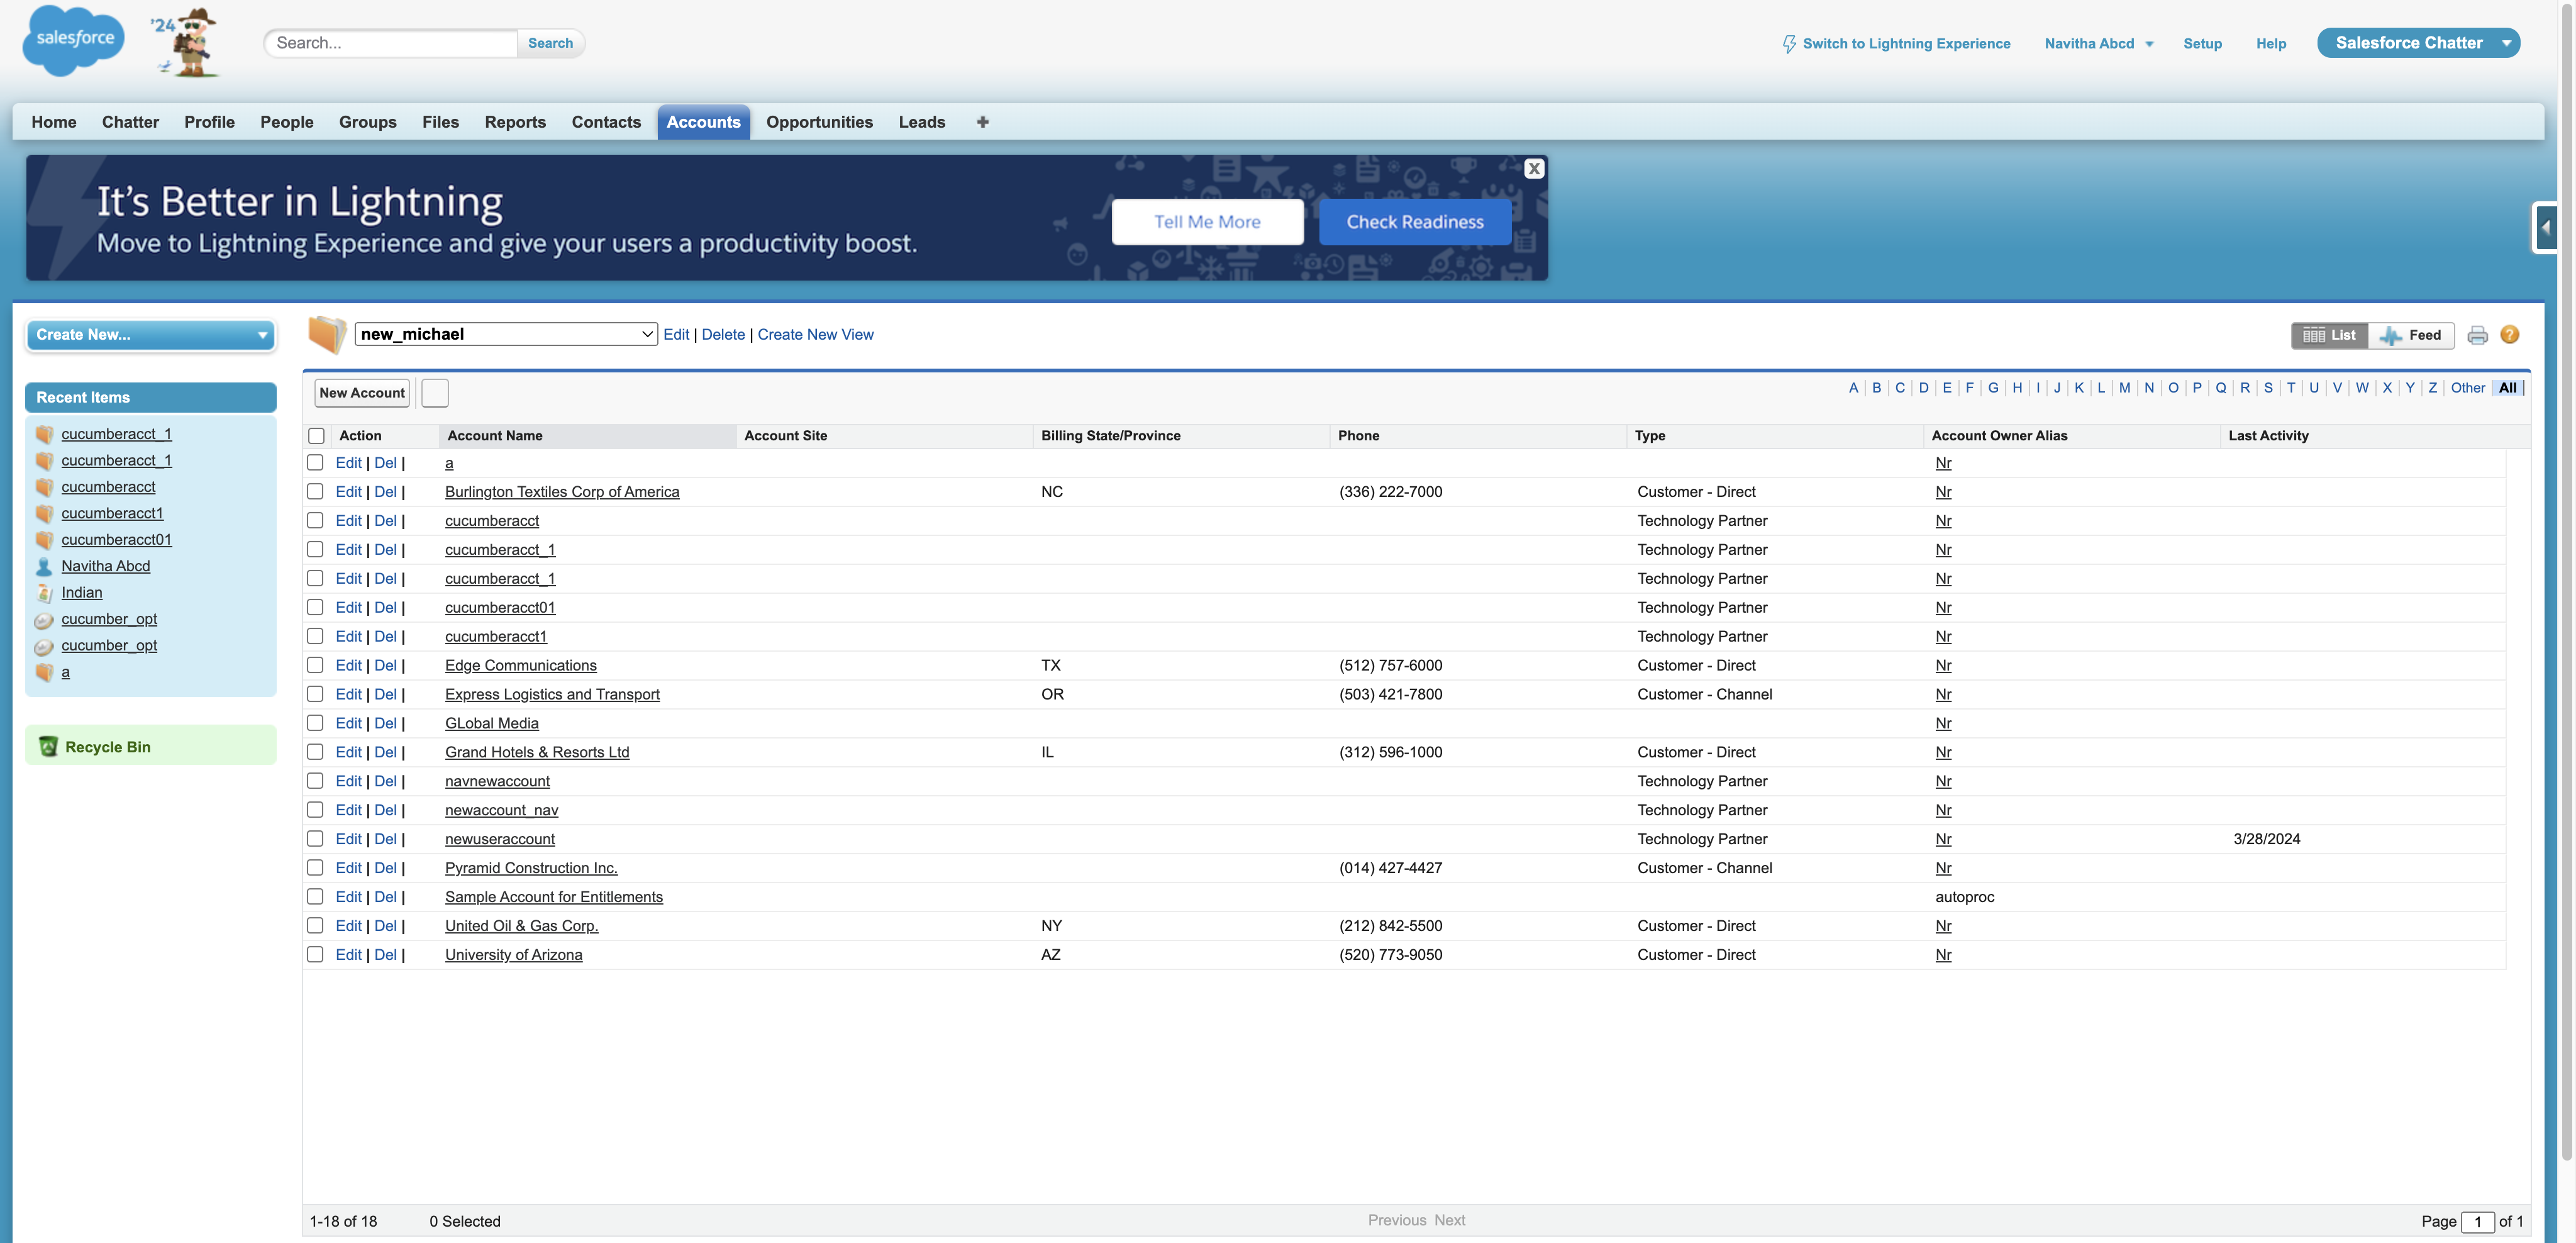 salesforce
'24
Search...
Search
Switch to Lightning Experience
Navitha Abcd
Setup
Help
Salesforce Chatter
Home Chatter Profile People Groups Files Reports Contacts Accounts Opportunities Leads +
It's Better in Lightning
Move to Lightning Experience and give your users a productivity boost.
Tell Me More
Check Readiness
X
Create New...
Recent Items
cucumberacct_1
cucumberacct_1
cucumberacct
cucumberacct1
cucumberacct01
Navitha Abcd
Indian
cucumber_opt
cucumber_opt
a
Recycle Bin
new_michael
Edit | Delete | Create New View
List
Feed
?
New Account
A | B | C | D | E | F | G | H | I | J | K | L | M | N | O | P | Q | R | S | T | U | V | W | X | Y | Z | Other | All |
Action Account Name Account Site Billing State/Province Phone Type Account Owner Alias Last Activity
Edit | Del | a Nr
Edit | Del | Burlington Textiles Corp of America NC (336) 222-7000 Customer - Direct Nr
Edit | Del | cucumberacct Technology Partner Nr
Edit | Del | cucumberacct_1 Technology Partner Nr
Edit | Del | cucumberacct_1 Technology Partner Nr
Edit | Del | cucumberacct01 Technology Partner Nr
Edit | Del | cucumberacct1 Technology Partner Nr
Edit | Del | Edge Communications TX (512) 757-6000 Customer - Direct Nr
Edit | Del | Express Logistics and Transport OR (503) 421-7800 Customer - Channel Nr
Edit | Del | GLobal Media Nr
Edit | Del | Grand Hotels & Resorts Ltd IL (312) 596-1000 Customer - Direct Nr
Edit | Del | navnewaccount Technology Partner Nr
Edit | Del | newaccount_nav Technology Partner Nr
Edit | Del | newuseraccount Technology Partner Nr 3/28/2024
Edit | Del | Pyramid Construction Inc. (014) 427-4427 Customer - Channel Nr
Edit | Del | Sample Account for Entitlements autoproc
Edit | Del | United Oil & Gas Corp. NY (212) 842-5500 Customer - Direct Nr
Edit | Del | University of Arizona AZ (520) 773-9050 Customer - Direct Nr
1-18 of 18 0 Selected Previous Next Page 1 of 1